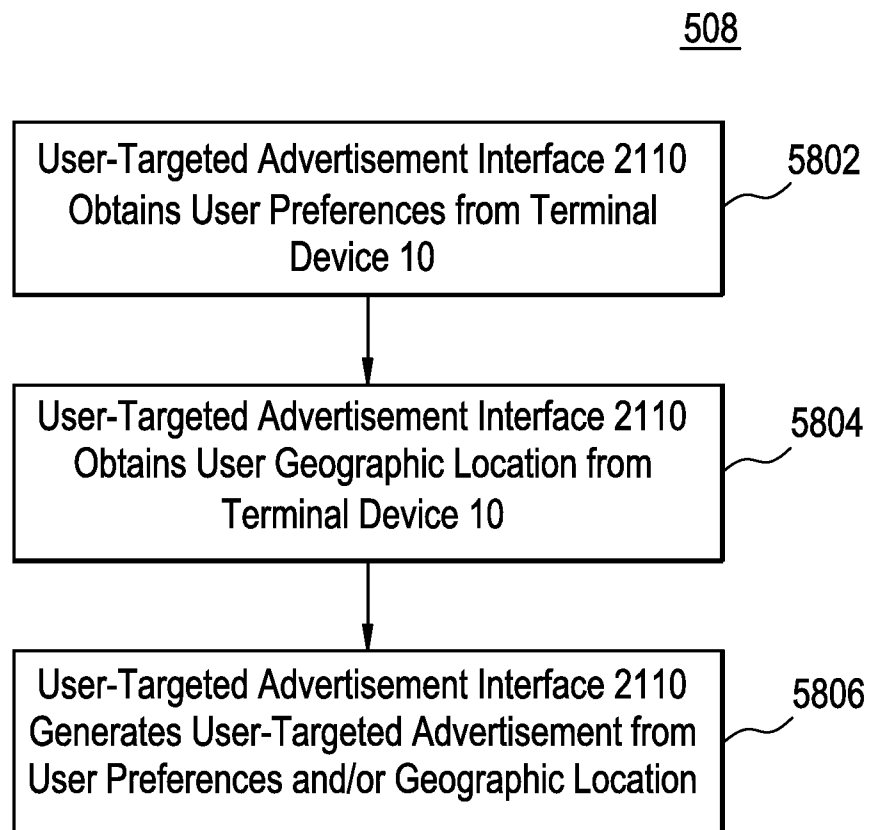 508
User-Targeted Advertisement Interface 2110
Obtains User Preferences from Terminal
Device 10
5802
User-Targeted Advertisement Interface 2110
Obtains User Geographic Location from
Terminal Device 10
5804
User-Targeted Advertisement Interface 2110
Generates User-Targeted Advertisement from
User Preferences and/or Geographic Location
5806